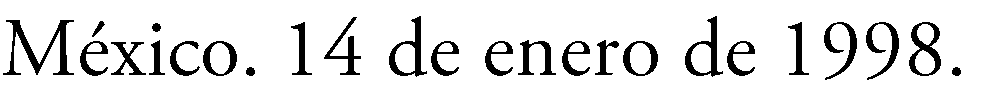 México. 14 de enero de 1998.